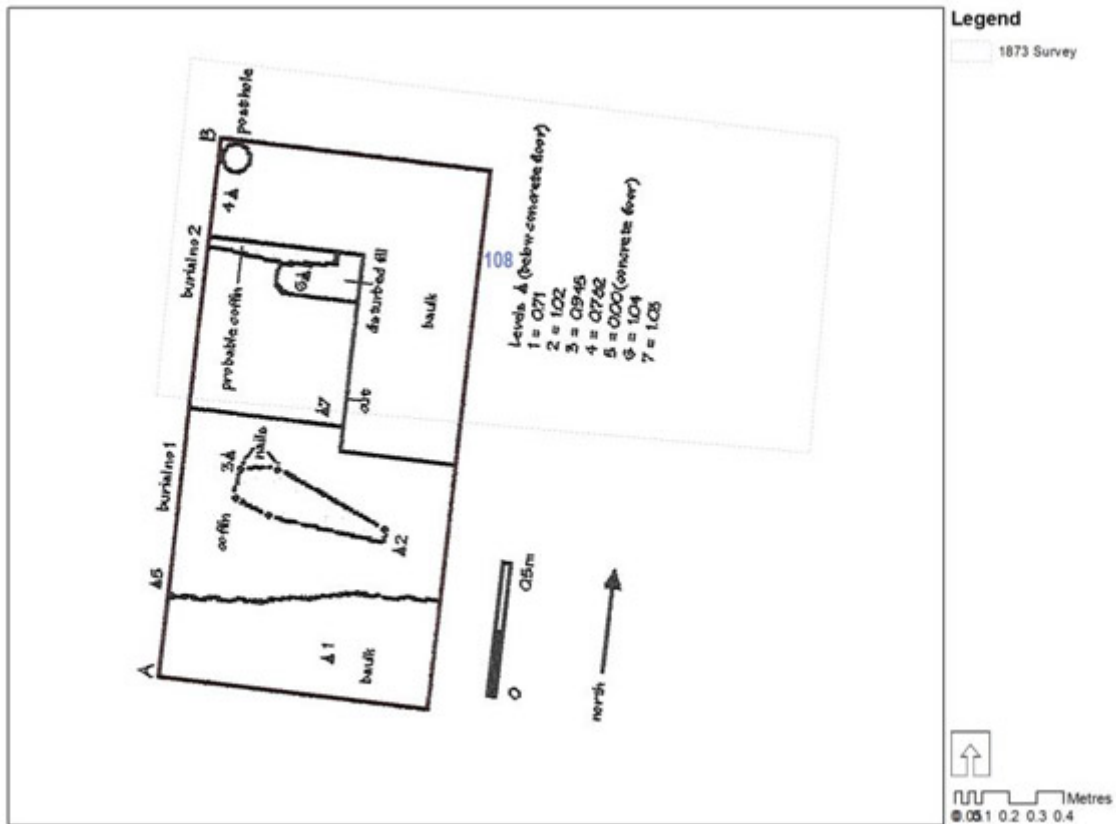 Legend
1873 Survey
B
posthole
4
burial no 2
6
probable coffin
disturbed fill
108
baulk
7
cut
burial no 1
3
nails
coffin
2
5
1
baulk
A
Levels (below concrete floor)
1 = 0.71
2 = 1.02
3 = 0.945
4 = 0.762
5 = 0.00 (concrete floor)
6 = 1.04
7 = 1.05
0
0.5m
north
Metres
0.1 0.2 0.3 0.4